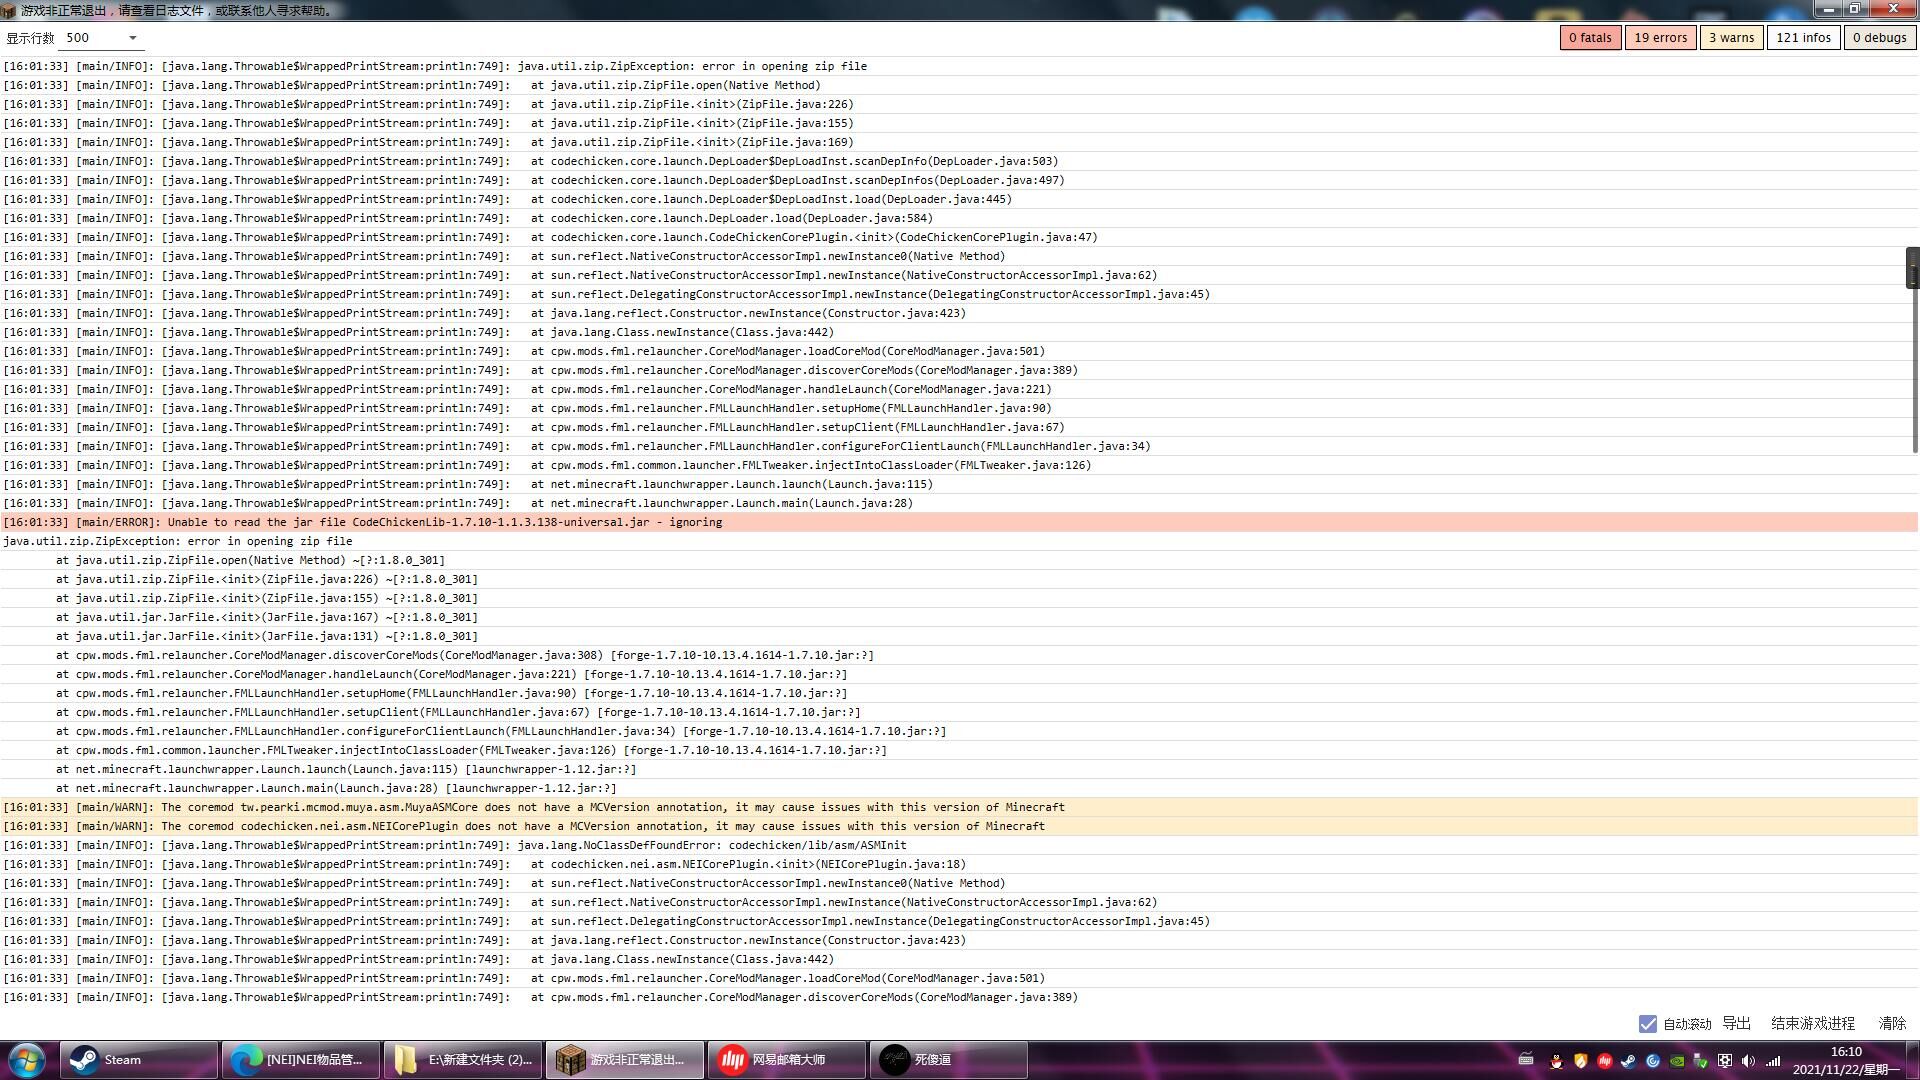 游戏非正常退出，请查看日志文件，或联系他人寻求帮助。
显示行数 500 0 fatals 19 errors 3 warns 121 infos 0 debugs
[16:01:33] [main/INFO]: [java.lang.Throwable$WrappedPrintStream:println:749]: java.util.zip.ZipException: error in opening zip file
[16:01:33] [main/INFO]: [java.lang.Throwable$WrappedPrintStream:println:749]: at java.util.zip.ZipFile.open(Native Method)
[16:01:33] [main/INFO]: [java.lang.Throwable$WrappedPrintStream:println:749]: at java.util.zip.ZipFile.<init>(ZipFile.java:226)
[16:01:33] [main/INFO]: [java.lang.Throwable$WrappedPrintStream:println:749]: at java.util.zip.ZipFile.<init>(ZipFile.java:155)
[16:01:33] [main/INFO]: [java.lang.Throwable$WrappedPrintStream:println:749]: at java.util.zip.ZipFile.<init>(ZipFile.java:169)
[16:01:33] [main/INFO]: [java.lang.Throwable$WrappedPrintStream:println:749]: at codechicken.core.launch.DepLoader$DepLoadInst.scanDepInfo(DepLoader.java:503)
[16:01:33] [main/INFO]: [java.lang.Throwable$WrappedPrintStream:println:749]: at codechicken.core.launch.DepLoader$DepLoadInst.scanDepInfos(DepLoader.java:497)
[16:01:33] [main/INFO]: [java.lang.Throwable$WrappedPrintStream:println:749]: at codechicken.core.launch.DepLoader$DepLoadInst.load(DepLoader.java:445)
[16:01:33] [main/INFO]: [java.lang.Throwable$WrappedPrintStream:println:749]: at codechicken.core.launch.DepLoader.load(DepLoader.java:584)
[16:01:33] [main/INFO]: [java.lang.Throwable$WrappedPrintStream:println:749]: at codechicken.core.launch.CodeChickenCorePlugin.<init>(CodeChickenCorePlugin.java:47)
[16:01:33] [main/INFO]: [java.lang.Throwable$WrappedPrintStream:println:749]: at sun.reflect.NativeConstructorAccessorImpl.newInstance0(Native Method)
[16:01:33] [main/INFO]: [java.lang.Throwable$WrappedPrintStream:println:749]: at sun.reflect.NativeConstructorAccessorImpl.newInstance(NativeConstructorAccessorImpl.java:62)
[16:01:33] [main/INFO]: [java.lang.Throwable$WrappedPrintStream:println:749]: at sun.reflect.DelegatingConstructorAccessorImpl.newInstance(DelegatingConstructorAccessorImpl.java:45)
[16:01:33] [main/INFO]: [java.lang.Throwable$WrappedPrintStream:println:749]: at java.lang.reflect.Constructor.newInstance(Constructor.java:423)
[16:01:33] [main/INFO]: [java.lang.Throwable$WrappedPrintStream:println:749]: at java.lang.Class.newInstance(Class.java:442)
[16:01:33] [main/INFO]: [java.lang.Throwable$WrappedPrintStream:println:749]: at cpw.mods.fml.relauncher.CoreModManager.loadCoreMod(CoreModManager.java:501)
[16:01:33] [main/INFO]: [java.lang.Throwable$WrappedPrintStream:println:749]: at cpw.mods.fml.relauncher.CoreModManager.discoverCoreMods(CoreModManager.java:389)
[16:01:33] [main/INFO]: [java.lang.Throwable$WrappedPrintStream:println:749]: at cpw.mods.fml.relauncher.CoreModManager.handleLaunch(CoreModManager.java:221)
[16:01:33] [main/INFO]: [java.lang.Throwable$WrappedPrintStream:println:749]: at cpw.mods.fml.relauncher.FMLLaunchHandler.setupHome(FMLLaunchHandler.java:90)
[16:01:33] [main/INFO]: [java.lang.Throwable$WrappedPrintStream:println:749]: at cpw.mods.fml.relauncher.FMLLaunchHandler.setupClient(FMLLaunchHandler.java:67)
[16:01:33] [main/INFO]: [java.lang.Throwable$WrappedPrintStream:println:749]: at cpw.mods.fml.relauncher.FMLLaunchHandler.configureForClientLaunch(FMLLaunchHandler.java:34)
[16:01:33] [main/INFO]: [java.lang.Throwable$WrappedPrintStream:println:749]: at cpw.mods.fml.common.launcher.FMLTweaker.injectIntoClassLoader(FMLTweaker.java:126)
[16:01:33] [main/INFO]: [java.lang.Throwable$WrappedPrintStream:println:749]: at net.minecraft.launchwrapper.Launch.launch(Launch.java:115)
[16:01:33] [main/INFO]: [java.lang.Throwable$WrappedPrintStream:println:749]: at net.minecraft.launchwrapper.Launch.main(Launch.java:28)
[16:01:33] [main/ERROR]: Unable to read the jar file CodeChickenLib-1.7.10-1.1.3.138-universal.jar - ignoring
java.util.zip.ZipException: error in opening zip file
at java.util.zip.ZipFile.open(Native Method) ~[?:1.8.0_301]
at java.util.zip.ZipFile.<init>(ZipFile.java:226) ~[?:1.8.0_301]
at java.util.zip.ZipFile.<init>(ZipFile.java:155) ~[?:1.8.0_301]
at java.util.jar.JarFile.<init>(JarFile.java:167) ~[?:1.8.0_301]
at java.util.jar.JarFile.<init>(JarFile.java:131) ~[?:1.8.0_301]
at cpw.mods.fml.relauncher.CoreModManager.discoverCoreMods(CoreModManager.java:308) [forge-1.7.10-10.13.4.1614-1.7.10.jar:?]
at cpw.mods.fml.relauncher.CoreModManager.handleLaunch(CoreModManager.java:221) [forge-1.7.10-10.13.4.1614-1.7.10.jar:?]
at cpw.mods.fml.relauncher.FMLLaunchHandler.setupHome(FMLLaunchHandler.java:90) [forge-1.7.10-10.13.4.1614-1.7.10.jar:?]
at cpw.mods.fml.relauncher.FMLLaunchHandler.setupClient(FMLLaunchHandler.java:67) [forge-1.7.10-10.13.4.1614-1.7.10.jar:?]
at cpw.mods.fml.relauncher.FMLLaunchHandler.configureForClientLaunch(FMLLaunchHandler.java:34) [forge-1.7.10-10.13.4.1614-1.7.10.jar:?]
at cpw.mods.fml.common.launcher.FMLTweaker.injectIntoClassLoader(FMLTweaker.java:126) [forge-1.7.10-10.13.4.1614-1.7.10.jar:?]
at net.minecraft.launchwrapper.Launch.launch(Launch.java:115) [launchwrapper-1.12.jar:?]
at net.minecraft.launchwrapper.Launch.main(Launch.java:28) [launchwrapper-1.12.jar:?]
[16:01:33] [main/WARN]: The coremod tw.pearki.mcmod.muya.asm.MuyaASMCore does not have a MCVersion annotation, it may cause issues with this version of Minecraft
[16:01:33] [main/WARN]: The coremod codechicken.nei.asm.NEICorePlugin does not have a MCVersion annotation, it may cause issues with this version of Minecraft
[16:01:33] [main/INFO]: [java.lang.Throwable$WrappedPrintStream:println:749]: java.lang.NoClassDefFoundError: codechicken/lib/asm/ASMInit
[16:01:33] [main/INFO]: [java.lang.Throwable$WrappedPrintStream:println:749]: at codechicken.nei.asm.NEICorePlugin.<init>(NEICorePlugin.java:18)
[16:01:33] [main/INFO]: [java.lang.Throwable$WrappedPrintStream:println:749]: at sun.reflect.NativeConstructorAccessorImpl.newInstance0(Native Method)
[16:01:33] [main/INFO]: [java.lang.Throwable$WrappedPrintStream:println:749]: at sun.reflect.NativeConstructorAccessorImpl.newInstance(NativeConstructorAccessorImpl.java:62)
[16:01:33] [main/INFO]: [java.lang.Throwable$WrappedPrintStream:println:749]: at sun.reflect.DelegatingConstructorAccessorImpl.newInstance(DelegatingConstructorAccessorImpl.java:45)
[16:01:33] [main/INFO]: [java.lang.Throwable$WrappedPrintStream:println:749]: at java.lang.reflect.Constructor.newInstance(Constructor.java:423)
[16:01:33] [main/INFO]: [java.lang.Throwable$WrappedPrintStream:println:749]: at java.lang.Class.newInstance(Class.java:442)
[16:01:33] [main/INFO]: [java.lang.Throwable$WrappedPrintStream:println:749]: at cpw.mods.fml.relauncher.CoreModManager.loadCoreMod(CoreModManager.java:501)
[16:01:33] [main/INFO]: [java.lang.Throwable$WrappedPrintStream:println:749]: at cpw.mods.fml.relauncher.CoreModManager.discoverCoreMods(CoreModManager.java:389)
自动滚动 导出 结束游戏进程 清除
Steam [NEI]NEI物品管... E:\新建文件夹 (2)... 游戏非正常退出... 网易邮箱大师 死傻逼 16:10
2021/11/22/星期一